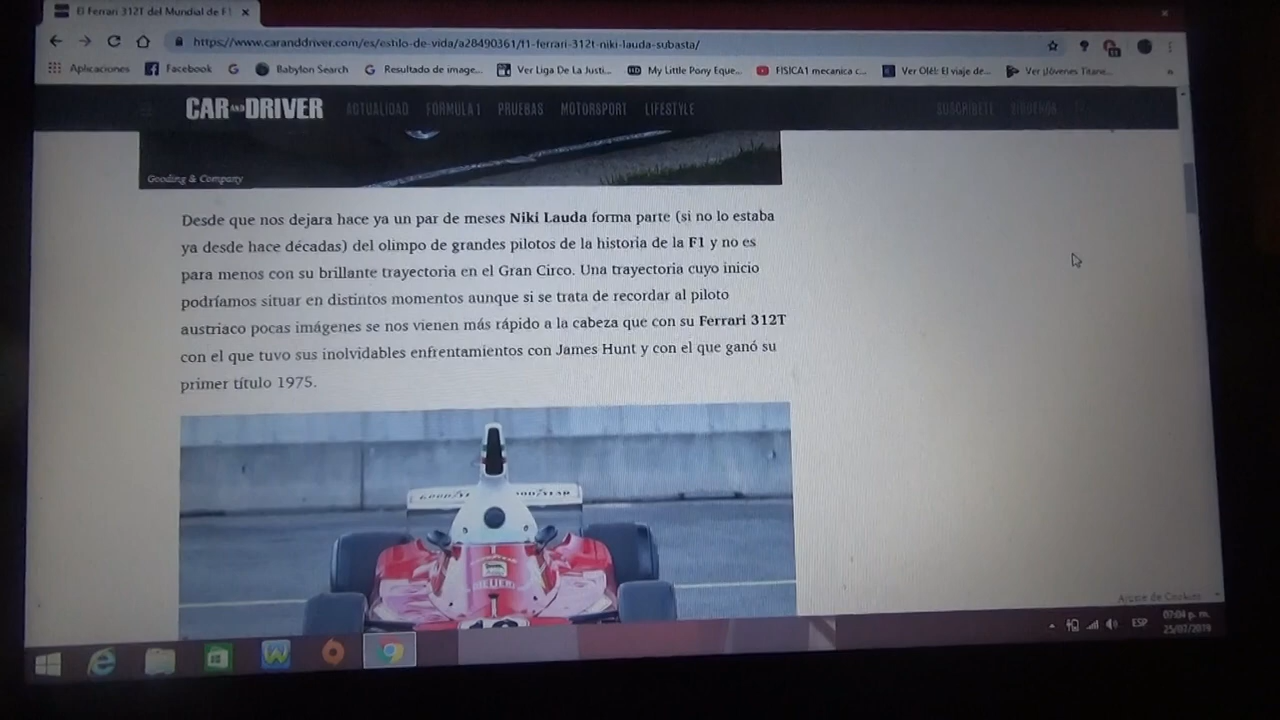 El Ferrari 312T del Mundial de F1
https://www.caranddriver.com/es/estilo-de-vida/a28490361/f1-ferrari-312t-niki-lauda-subasta/
Aplicaciones Facebook Babylon Search Resultado de image... Ver Liga De La Justi... My Little Pony Eque... FISICA1 mecanica c... Ver Olé!: El viaje de... Ver ¡Jóvenes Titane...
CAR AND DRIVER ACTUALIDAD FÓRMULA 1 PRUEBAS MOTORSPORT LIFESTYLE SUSCRÍBETE SÍGUENOS
Gooding & Company
Desde que nos dejara hace ya un par de meses Niki Lauda forma parte (si no lo estaba
ya desde hace décadas) del olimpo de grandes pilotos de la historia de la F1 y no es
para menos con su brillante trayectoria en el Gran Circo. Una trayectoria cuyo inicio
podríamos situar en distintos momentos aunque si se trata de recordar al piloto
austriaco pocas imágenes se nos vienen más rápido a la cabeza que con su Ferrari 312T
con el que tuvo sus inolvidables enfrentamientos con James Hunt y con el que ganó su
primer título 1975.
GOODYEAR GOODYEAR
HEUER
12
Ajuste de Cookies
ESP
07:04 p. m.
25/07/2019